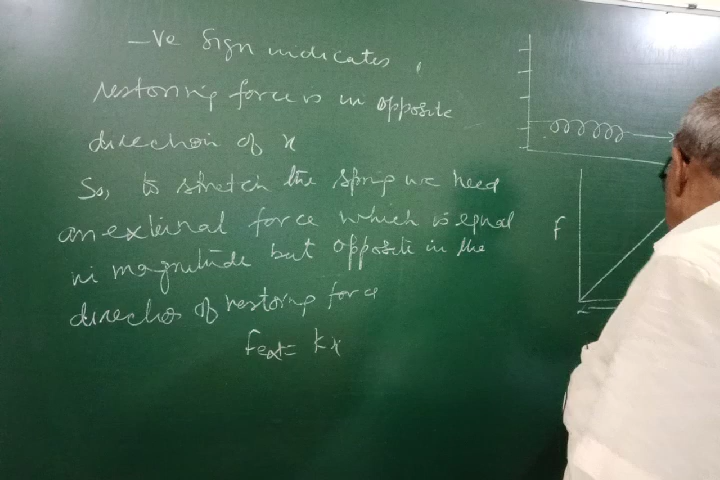 -Ve Sign indicates,
restoring force is in opposite
direction of x
So, to stretch the spring we need
an external force which is equal
in magnitude but opposite in the
direction of restoring force
Fext = kx
F